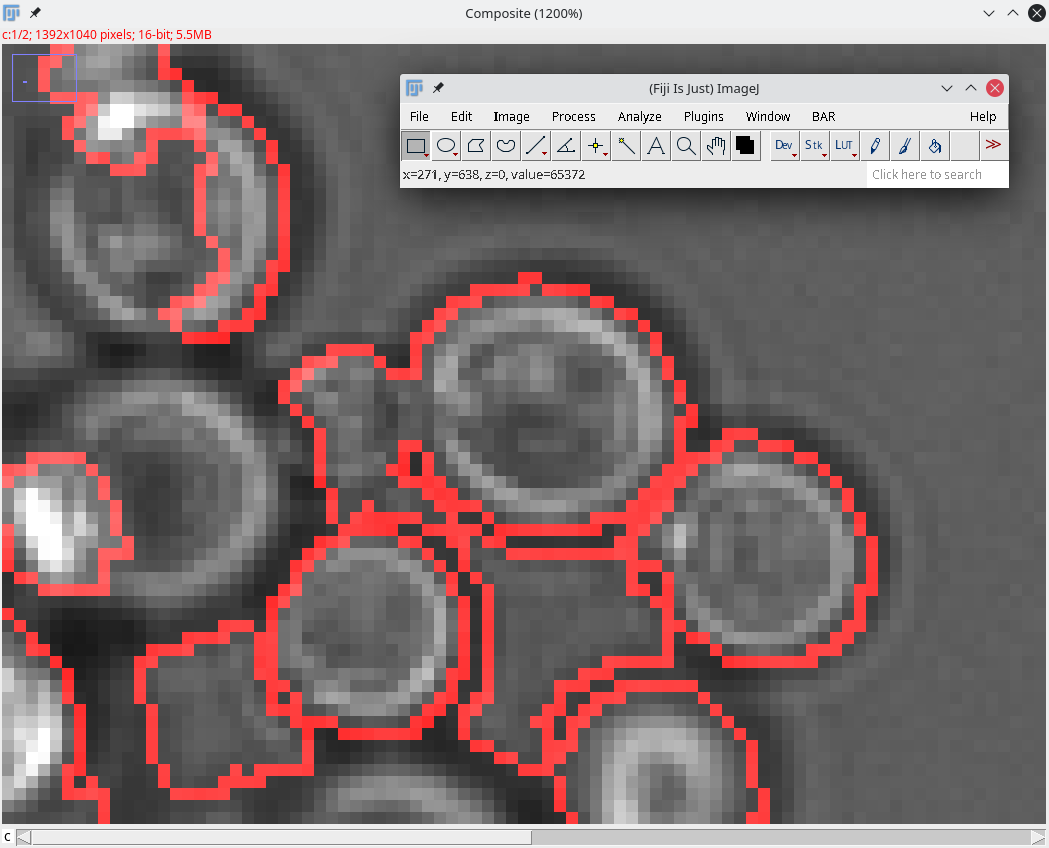 Composite (1200%)
c:1/2; 1392x1040 pixels; 16-bit; 5.5MB
(Fiji Is Just) ImageJ
File Edit Image Process Analyze Plugins Window BAR Help
A Dev Stk LUT >>
x=271, y=638, z=0, value=65372 Click here to search
C